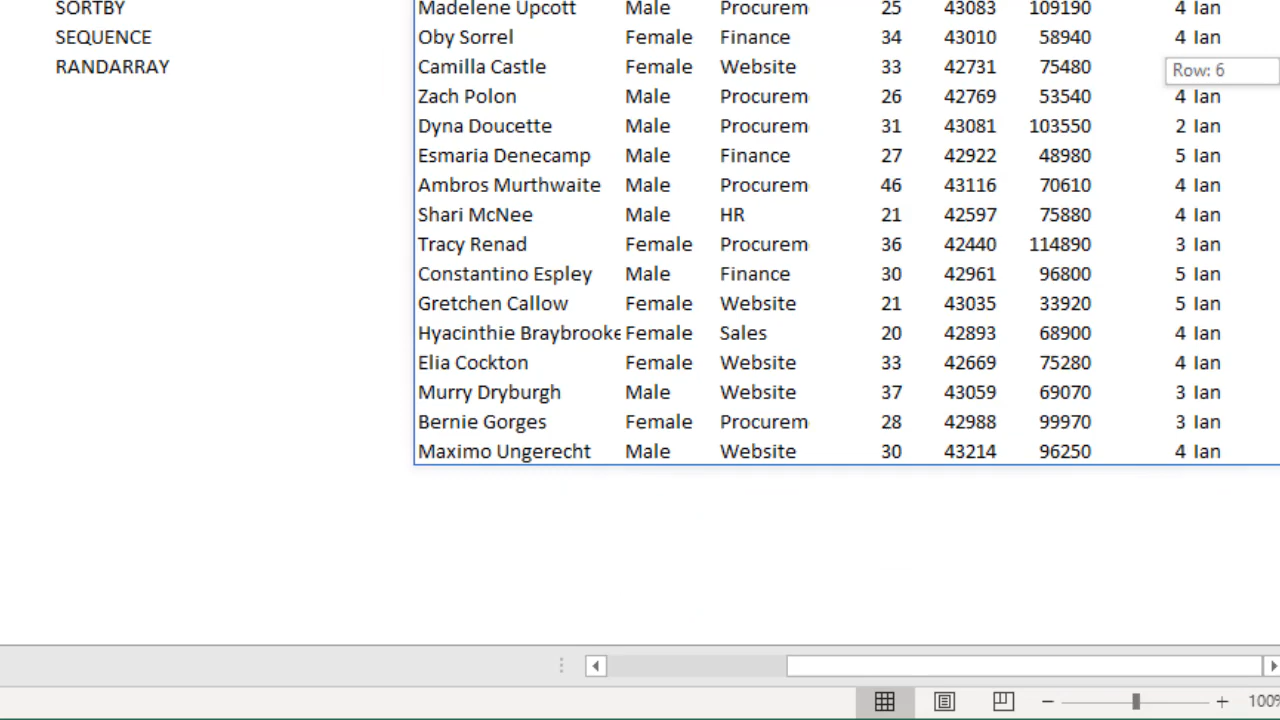 SORTBY Madelene Upcott Male Procurem 25 43083 109190 4 Ian
SEQUENCE Oby Sorrel Female Finance 34 43010 58940 4 Ian
RANDARRAY Camilla Castle Female Website 33 42731 75480 Row: 6
Zach Polon Male Procurem 26 42769 53540 4 Ian
Dyna Doucette Male Procurem 31 43081 103550 2 Ian
Esmaria Denecamp Male Finance 27 42922 48980 5 Ian
Ambros Murthwaite Male Procurem 46 43116 70610 4 Ian
Shari McNee Male HR 21 42597 75880 4 Ian
Tracy Renad Female Procurem 36 42440 114890 3 Ian
Constantino Espley Male Finance 30 42961 96800 5 Ian
Gretchen Callow Female Website 21 43035 33920 5 Ian
Hyacinthie Braybrooke Female Sales 20 42893 68900 4 Ian
Elia Cockton Female Website 33 42669 75280 4 Ian
Murry Dryburgh Male Website 37 43059 69070 3 Ian
Bernie Gorges Female Procurem 28 42988 99970 3 Ian
Maximo Ungerecht Male Website 30 43214 96250 4 Ian
100%